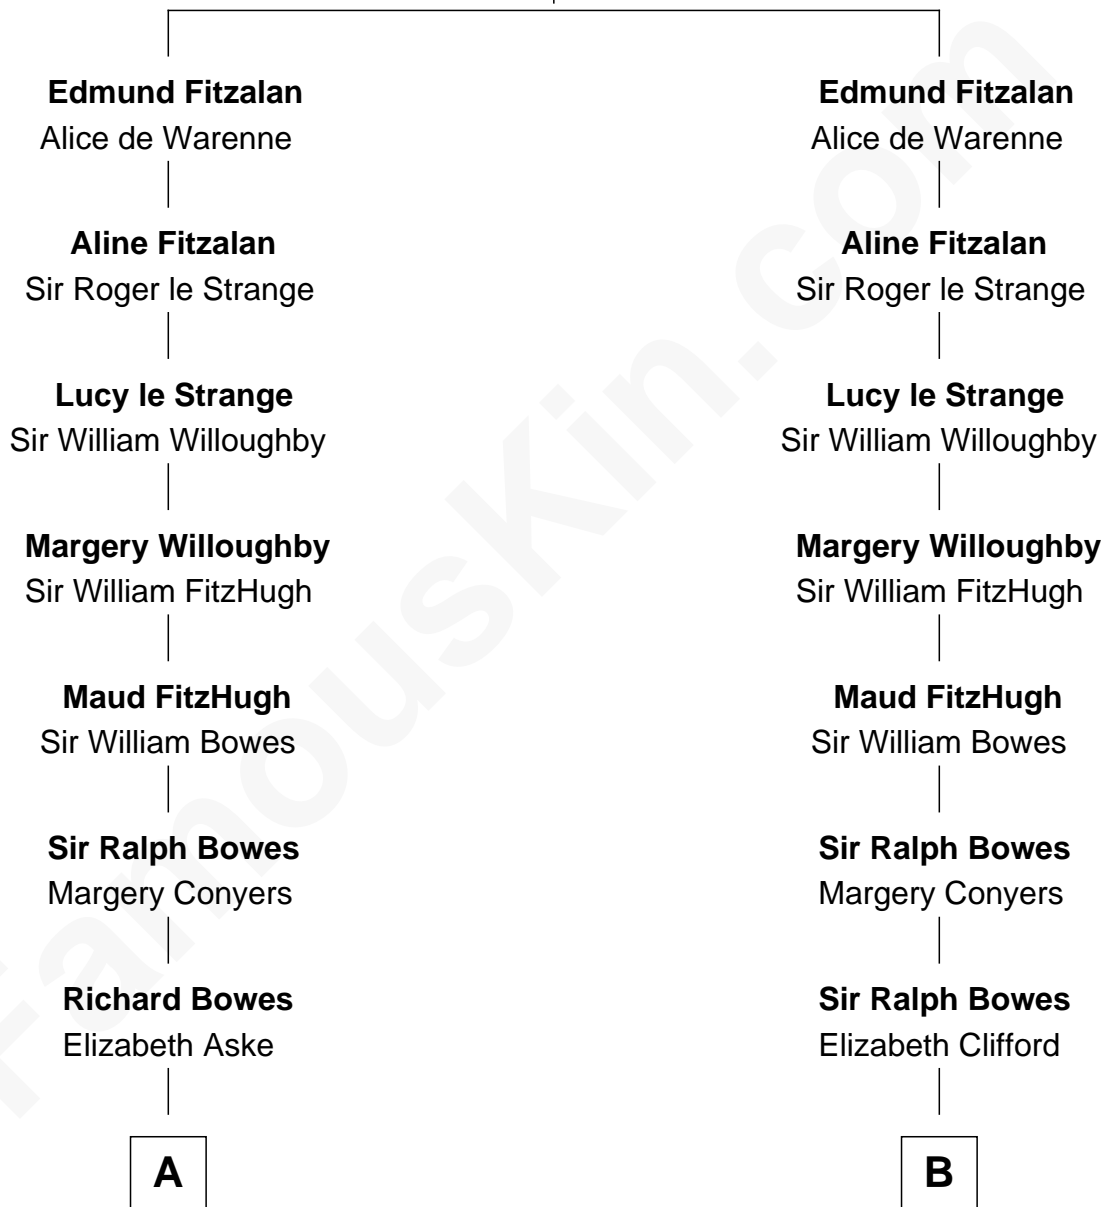 Edmund Fitzalan
Alice de Warenne
Aline Fitzalan
Sir Roger le Strange
Lucy le Strange
Sir William Willoughby
Margery Willoughby
Sir William FitzHugh
Maud FitzHugh
Sir William Bowes
Sir Ralph Bowes
Margery Conyers
Richard Bowes
Elizabeth Aske
A
Edmund Fitzalan
Alice de Warenne
Aline Fitzalan
Sir Roger le Strange
Lucy le Strange
Sir William Willoughby
Margery Willoughby
Sir William FitzHugh
Maud FitzHugh
Sir William Bowes
Sir Ralph Bowes
Margery Conyers
Sir Ralph Bowes
Elizabeth Clifford
B
FamousKin.com